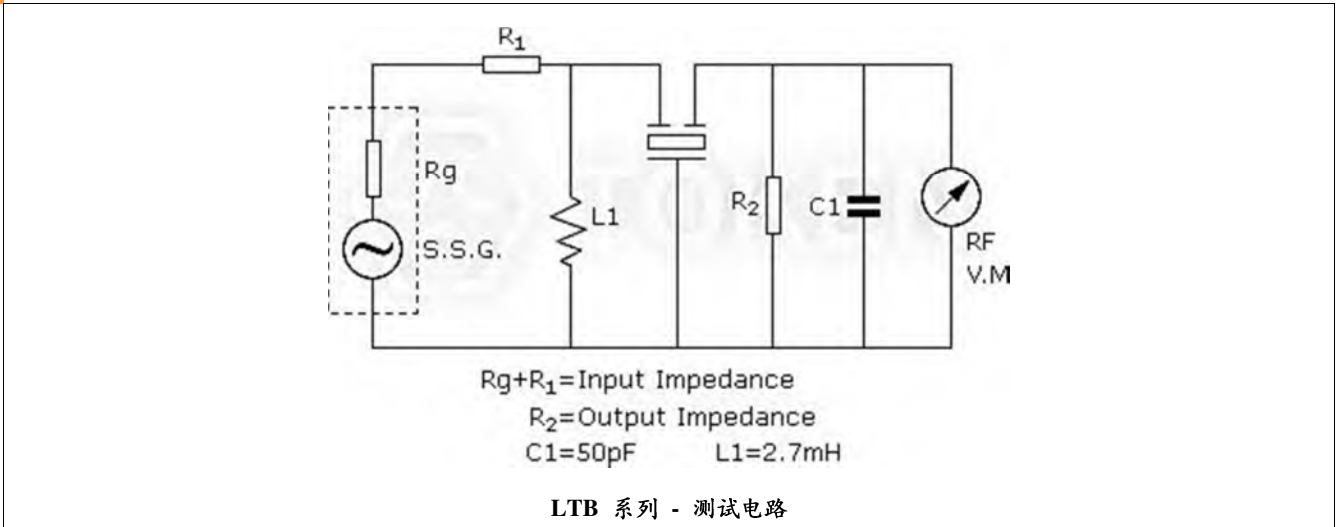 R1
Rg
S.S.G.
L1
R2
C1
RF
V.M
Rg+R1=Input Impedance
R2=Output Impedance
C1=50pF L1=2.7mH
LTB 系列 - 测试电路